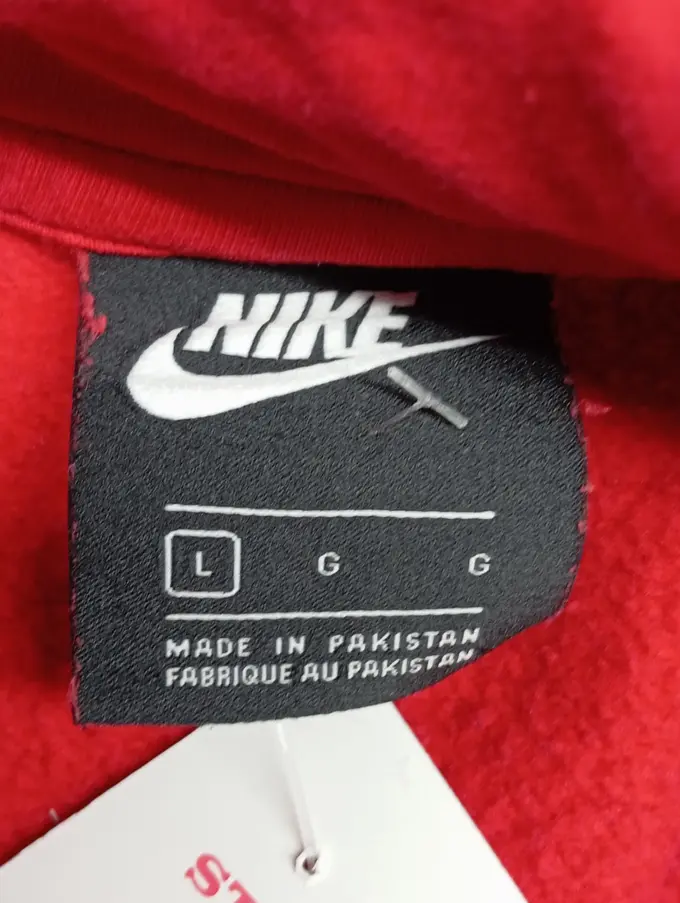 NIKE
L G G
MADE IN PAKISTAN
FABRIQUE AU PAKISTAN